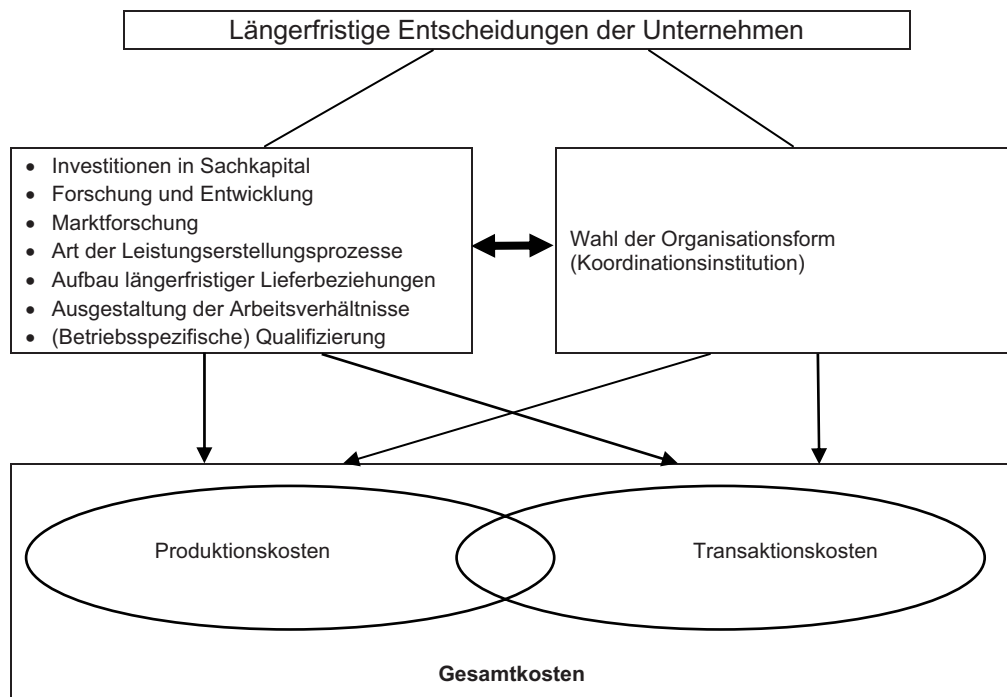 Längerfristige Entscheidungen der Unternehmen
• Investitionen in Sachkapital
• Forschung und Entwicklung
• Marktforschung
• Art der Leistungserstellungsprozesse
• Aufbau längerfristiger Lieferbeziehungen
• Ausgestaltung der Arbeitsverhältnisse
• (Betriebsspezifische) Qualifizierung
Wahl der Organisationsform
(Koordinationsinstitution)
Produktionskosten
Transaktionskosten
Gesamtkosten